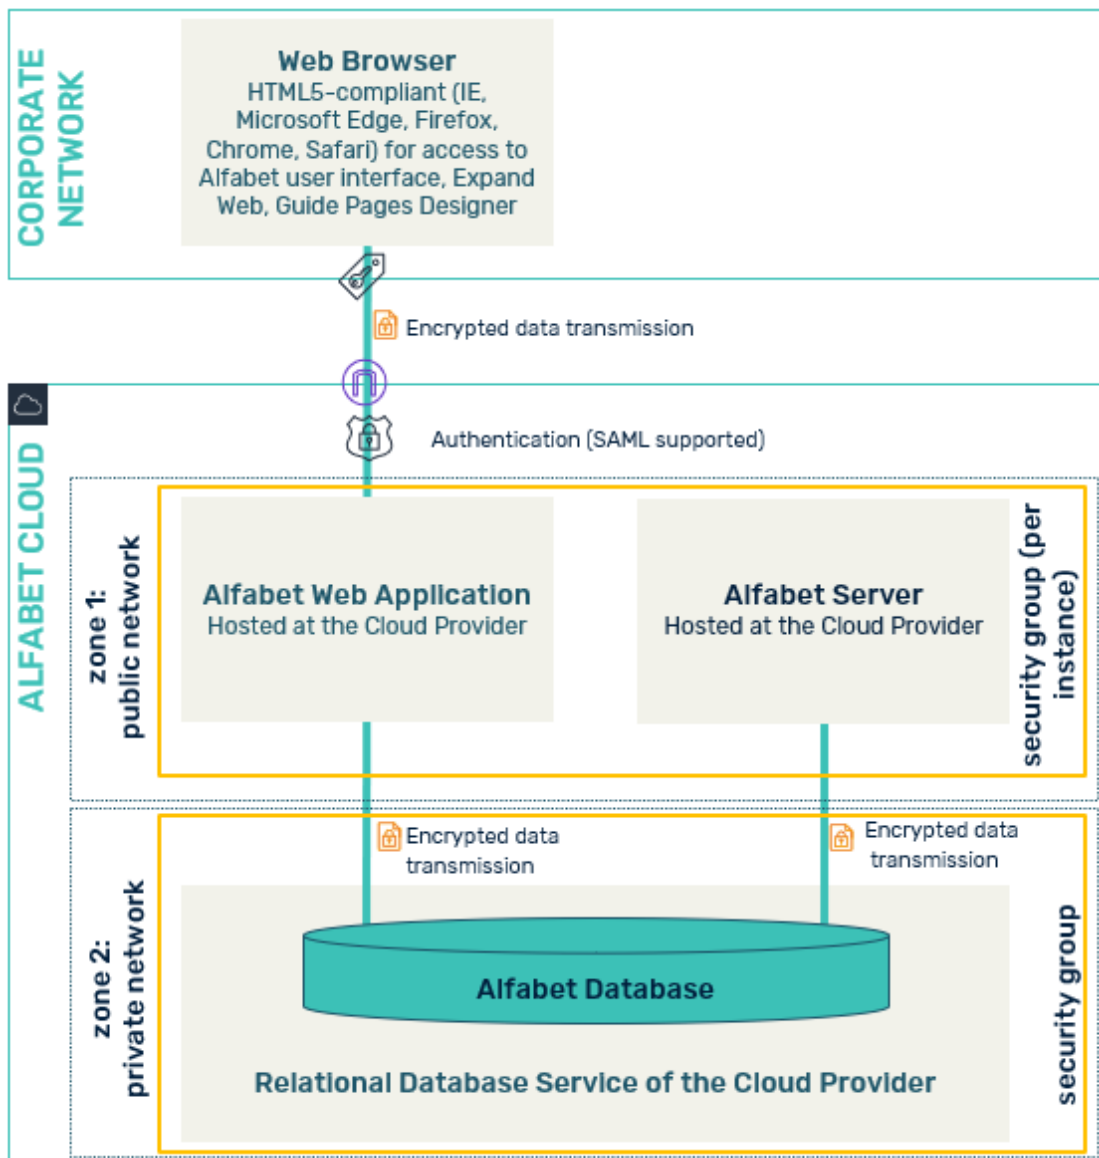 CORPORATE
NETWORK
Web Browser
HTML5-compliant (IE,
Microsoft Edge, Firefox,
Chrome, Safari) for access to
Alfabet user interface, Expand
Web, Guide Pages Designer
Encrypted data transmission
ALFABET CLOUD
Authentication (SAML supported)
zone 1:
public network
Alfabet Web Application
Hosted at the Cloud Provider
Alfabet Server
Hosted at the Cloud Provider
security group (per
instance)
zone 2:
private network
Encrypted data
transmission
Encrypted data
transmission
Alfabet Database
Relational Database Service of the Cloud Provider
security group